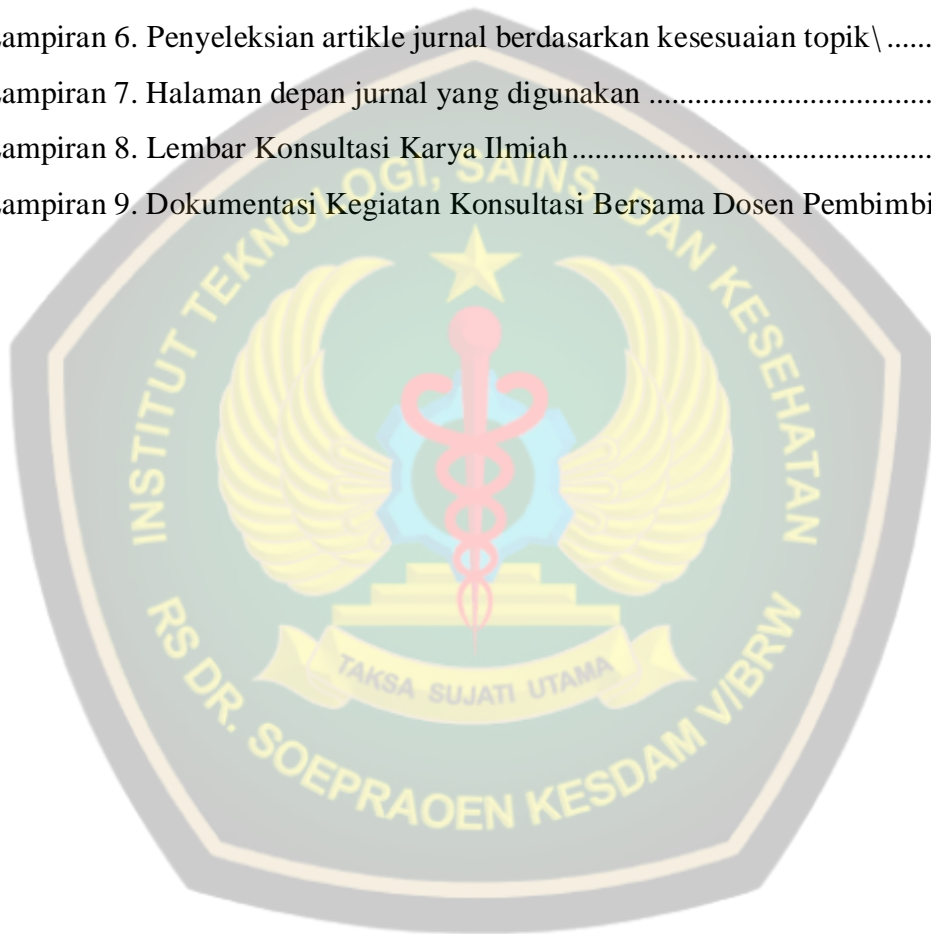 ampiran 6. Penyeleksian artikle jurnal berdasarkan kesesuaian topik\ ......
ampiran 7. Halaman depan jurnal yang digunakan ...................................
ampiran 8. Lembar Konsultasi Karya Ilmiah ............................................
ampiran 9. Dokumentasi Kegiatan Konsultasi Bersama Dosen Pembimbi
INSTITUT TEKNOLOGI, SAINS, DAN KESEHATAN
TAKSA SUJATI UTAMA
RS DR. SOEPRAOEN KESDAM V/BRW